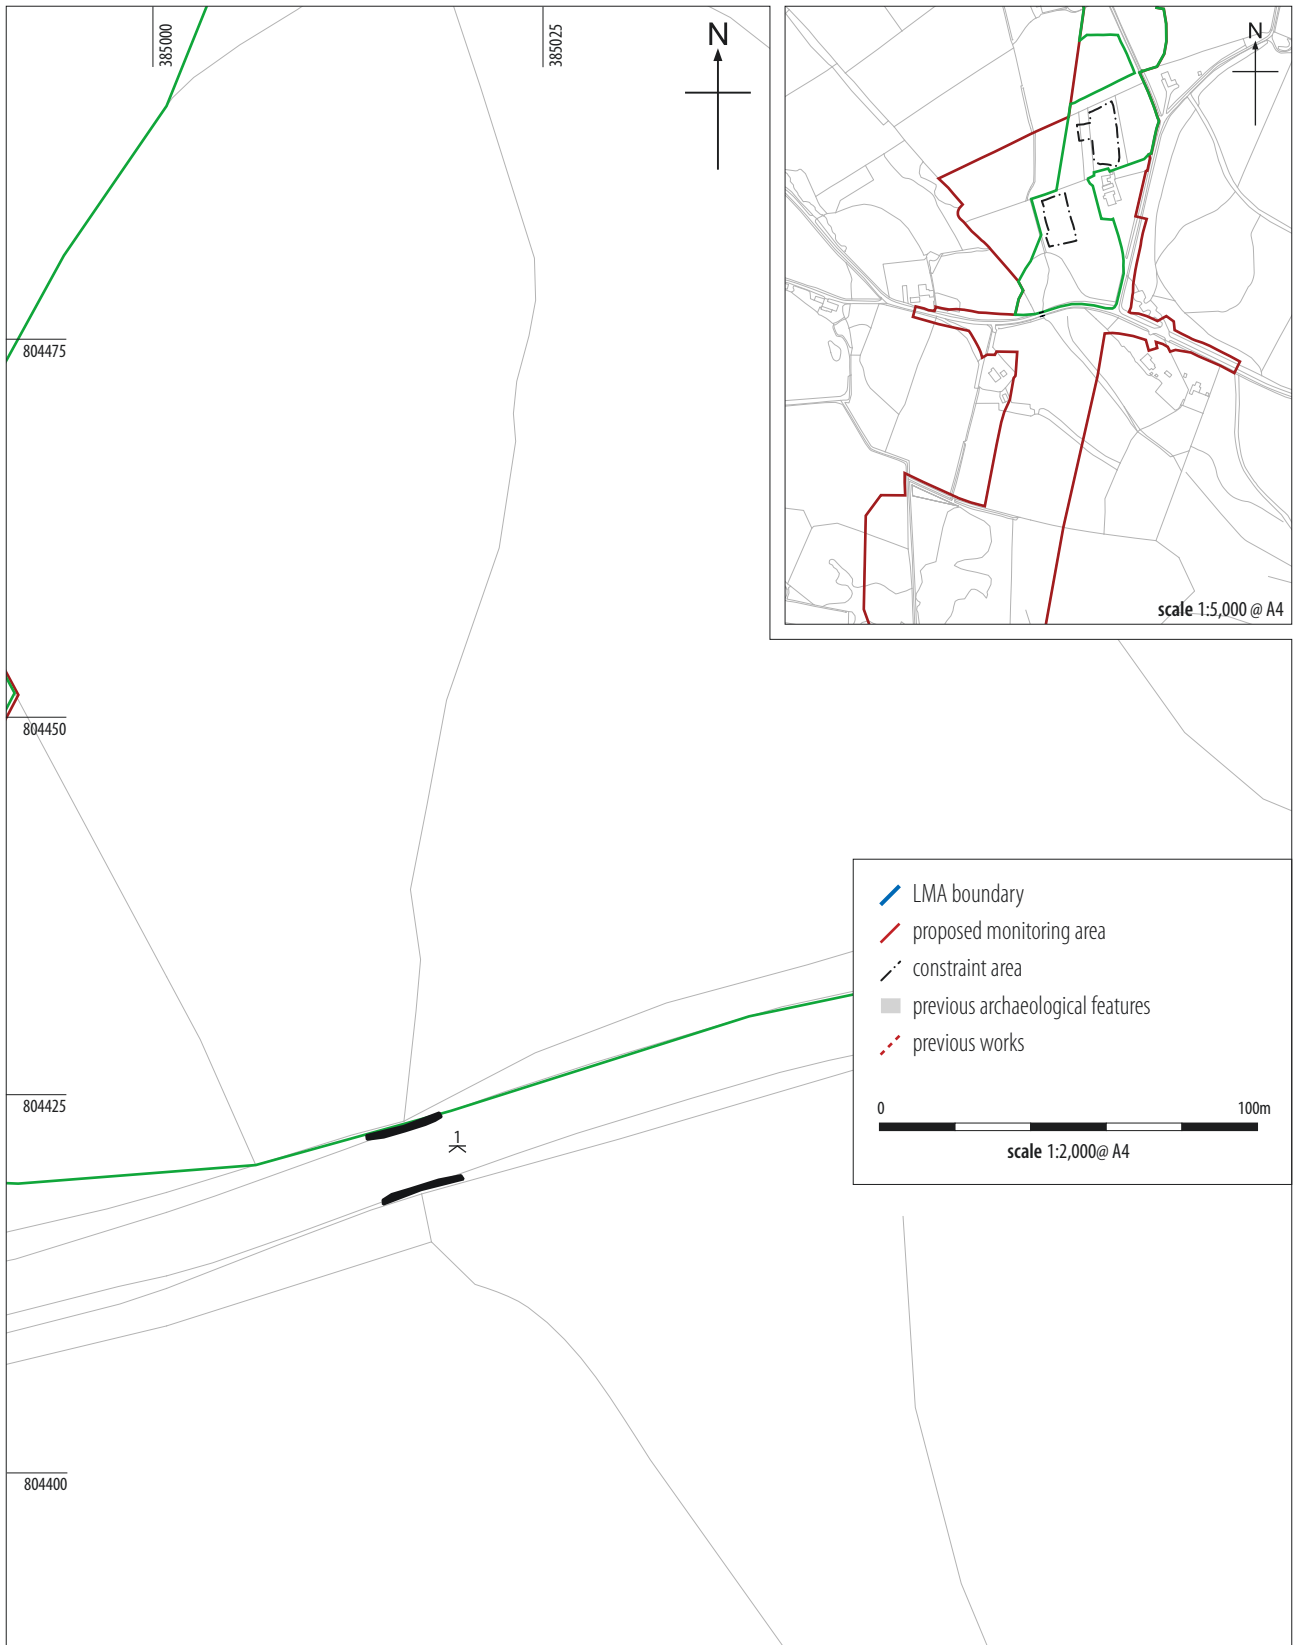 385000
385025
N
N
804475
scale 1:5,000 @ A4
804450
LMA boundary
proposed monitoring area
constraint area
previous archaeological features
previous works
0 100m
scale 1:2,000@ A4
804425
1
K
804400